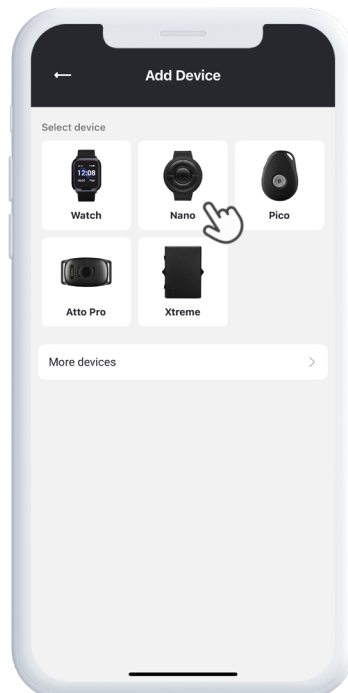 Add Device
Select device
12:08
Watch
Nano
Pico
Atto Pro
Xtreme
More devices